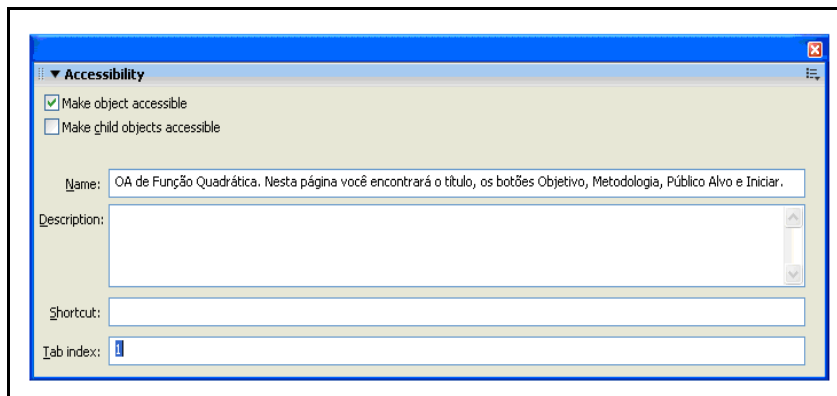 Accessibility
Make object accessible
Make child objects accessible
Name: OA de Função Quadrática. Nesta página você encontrará o título, os botões Objetivo, Metodologia, Público Alvo e Iniciar.
Description:
Shortcut:
Tab index: 1